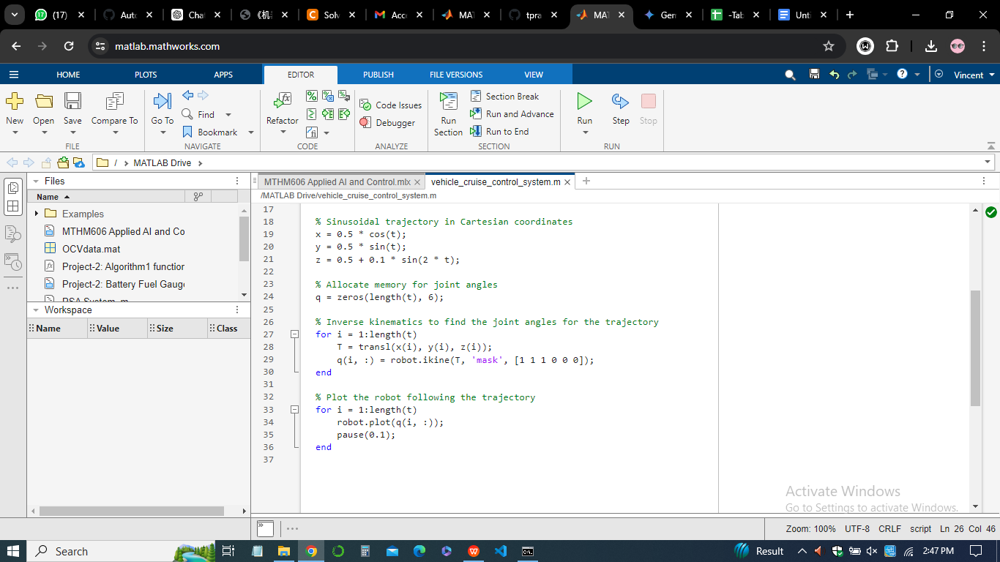 (17)
Auto
Chat
《机
Solv
Acce
MAT
tpra
MAT
Gen
-Tab
Unti
matlab.mathworks.com
HOME
PLOTS
APPS
EDITOR
PUBLISH
FILE VERSIONS
VIEW
Vincent
New
Open
Save
Compare To
Go To
Find
Bookmark
Refactor
Code Issues
Debugger
Run Section
Section Break
Run and Advance
Run to End
Run
Step
Stop
FILE
NAVIGATE
CODE
ANALYZE
SECTION
RUN
/ MATLAB Drive
Files
Name
Examples
MTHM606 Applied AI and Co
OCVdata.mat
Project-2: Algorithm1 function
Project-2: Battery Fuel Gauge
Workspace
Name Value Size Class
MTHM606 Applied AI and Control.mlx
vehicle_cruise_control_system.m
/MATLAB Drive/vehicle_cruise_control_system.m
17
18 % Sinusoidal trajectory in Cartesian coordinates
19 x = 0.5 * cos(t);
20 y = 0.5 * sin(t);
21 z = 0.5 + 0.1 * sin(2 * t);
22
23 % Allocate memory for joint angles
24 q = zeros(length(t), 6);
25
26 % Inverse kinematics to find the joint angles for the trajectory
27 for i = 1:length(t)
28 T = transl(x(i), y(i), z(i));
29 q(i, :) = robot.ikine(T, 'mask', [1 1 1 0 0 0]);
30 end
31
32 % Plot the robot following the trajectory
33 for i = 1:length(t)
34 robot.plot(q(i, :));
35 pause(0.1);
36 end
37
Activate Windows
Go to Settings to activate Windows.
Zoom: 100% UTF-8 CRLF script Ln 26 Col 46
Search
Result
2:47 PM